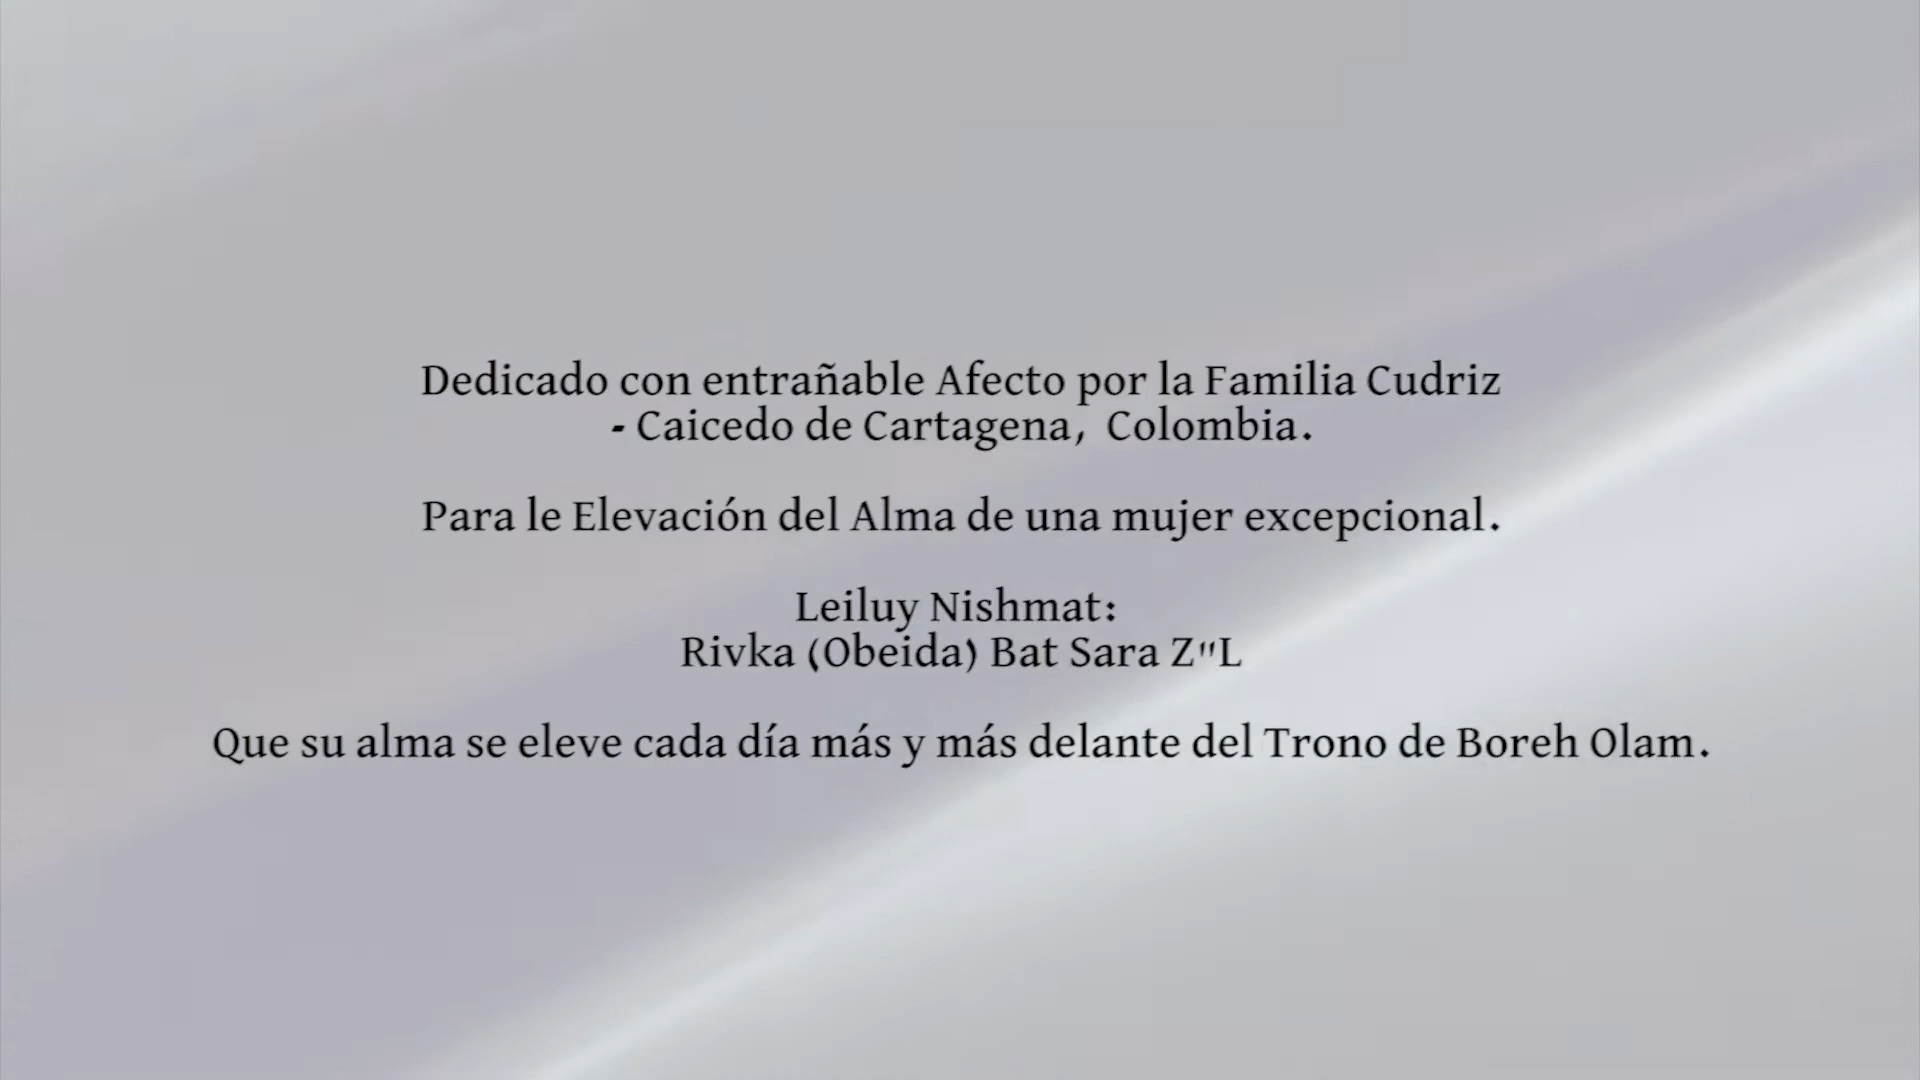 Dedicado con entrañable Afecto por la Familia Cudriz
- Caicedo de Cartagena, Colombia.
Para le Elevación del Alma de una mujer excepcional.
Leiluy Nishmat:
Rivka (Obeida) Bat Sara Z"L
Que su alma se eleve cada día más y más delante del Trono de Boreh Olam.